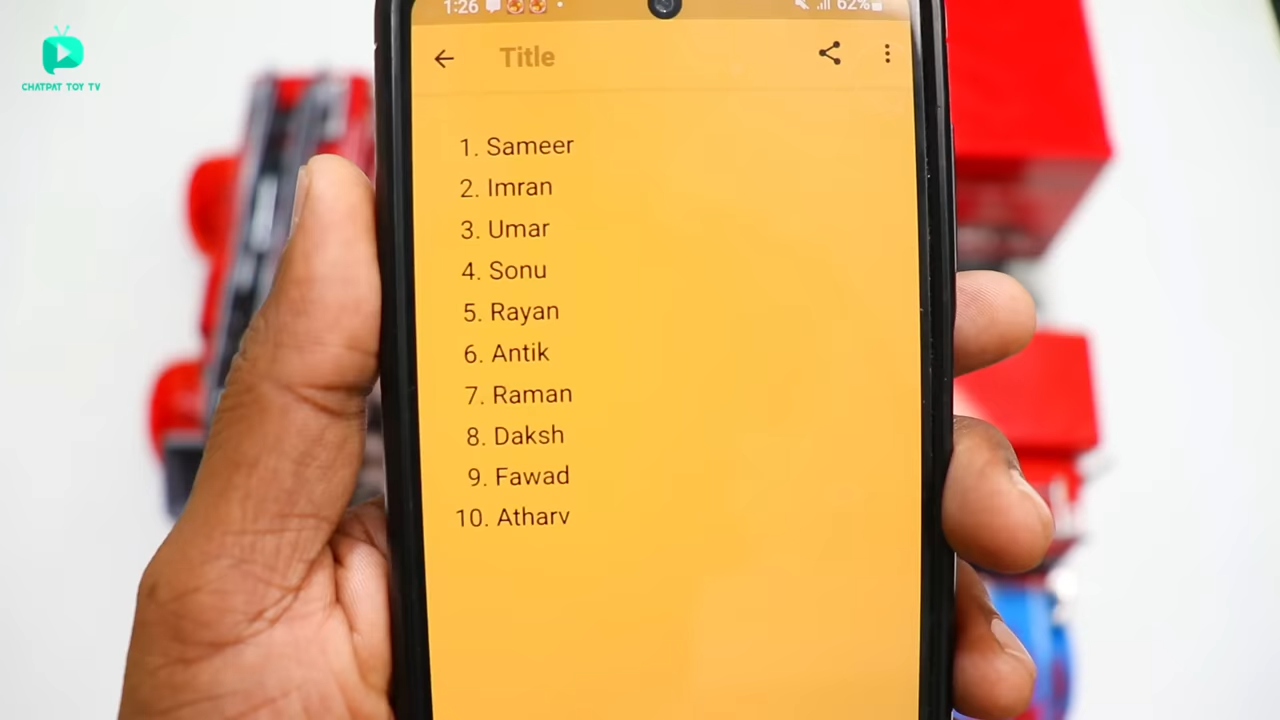 CHATPAT TOY TV
1:26 62%
Title
1. Sameer
2. Imran
3. Umar
4. Sonu
5. Rayan
6. Antik
7. Raman
8. Daksh
9. Fawad
10. Atharv